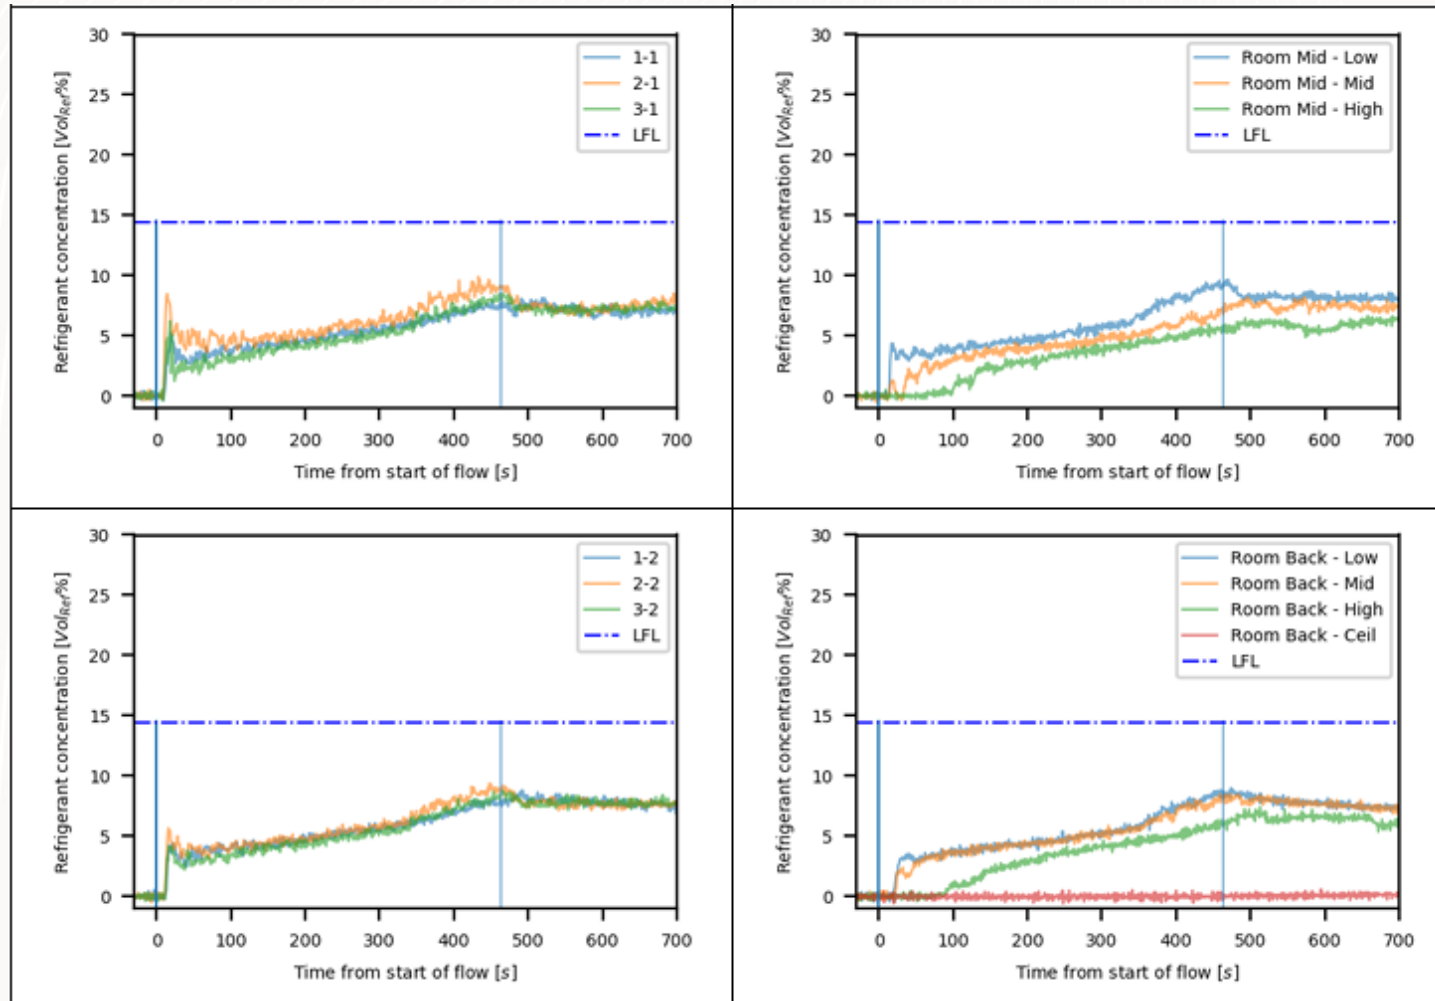 30
25
20
15
10
5
0
Refrigerant concentration [Vol_Ref%]
1-1
2-1
3-1
LFL
0 100 200 300 400 500 600 700
Time from start of flow [s]
30
25
20
15
10
5
0
Refrigerant concentration [Vol_Ref%]
Room Mid - Low
Room Mid - Mid
Room Mid - High
LFL
0 100 200 300 400 500 600 700
Time from start of flow [s]
30
25
20
15
10
5
0
Refrigerant concentration [Vol_Ref%]
1-2
2-2
3-2
LFL
0 100 200 300 400 500 600 700
Time from start of flow [s]
30
25
20
15
10
5
0
Refrigerant concentration [Vol_Ref%]
Room Back - Low
Room Back - Mid
Room Back - High
Room Back - Ceil
LFL
0 100 200 300 400 500 600 700
Time from start of flow [s]